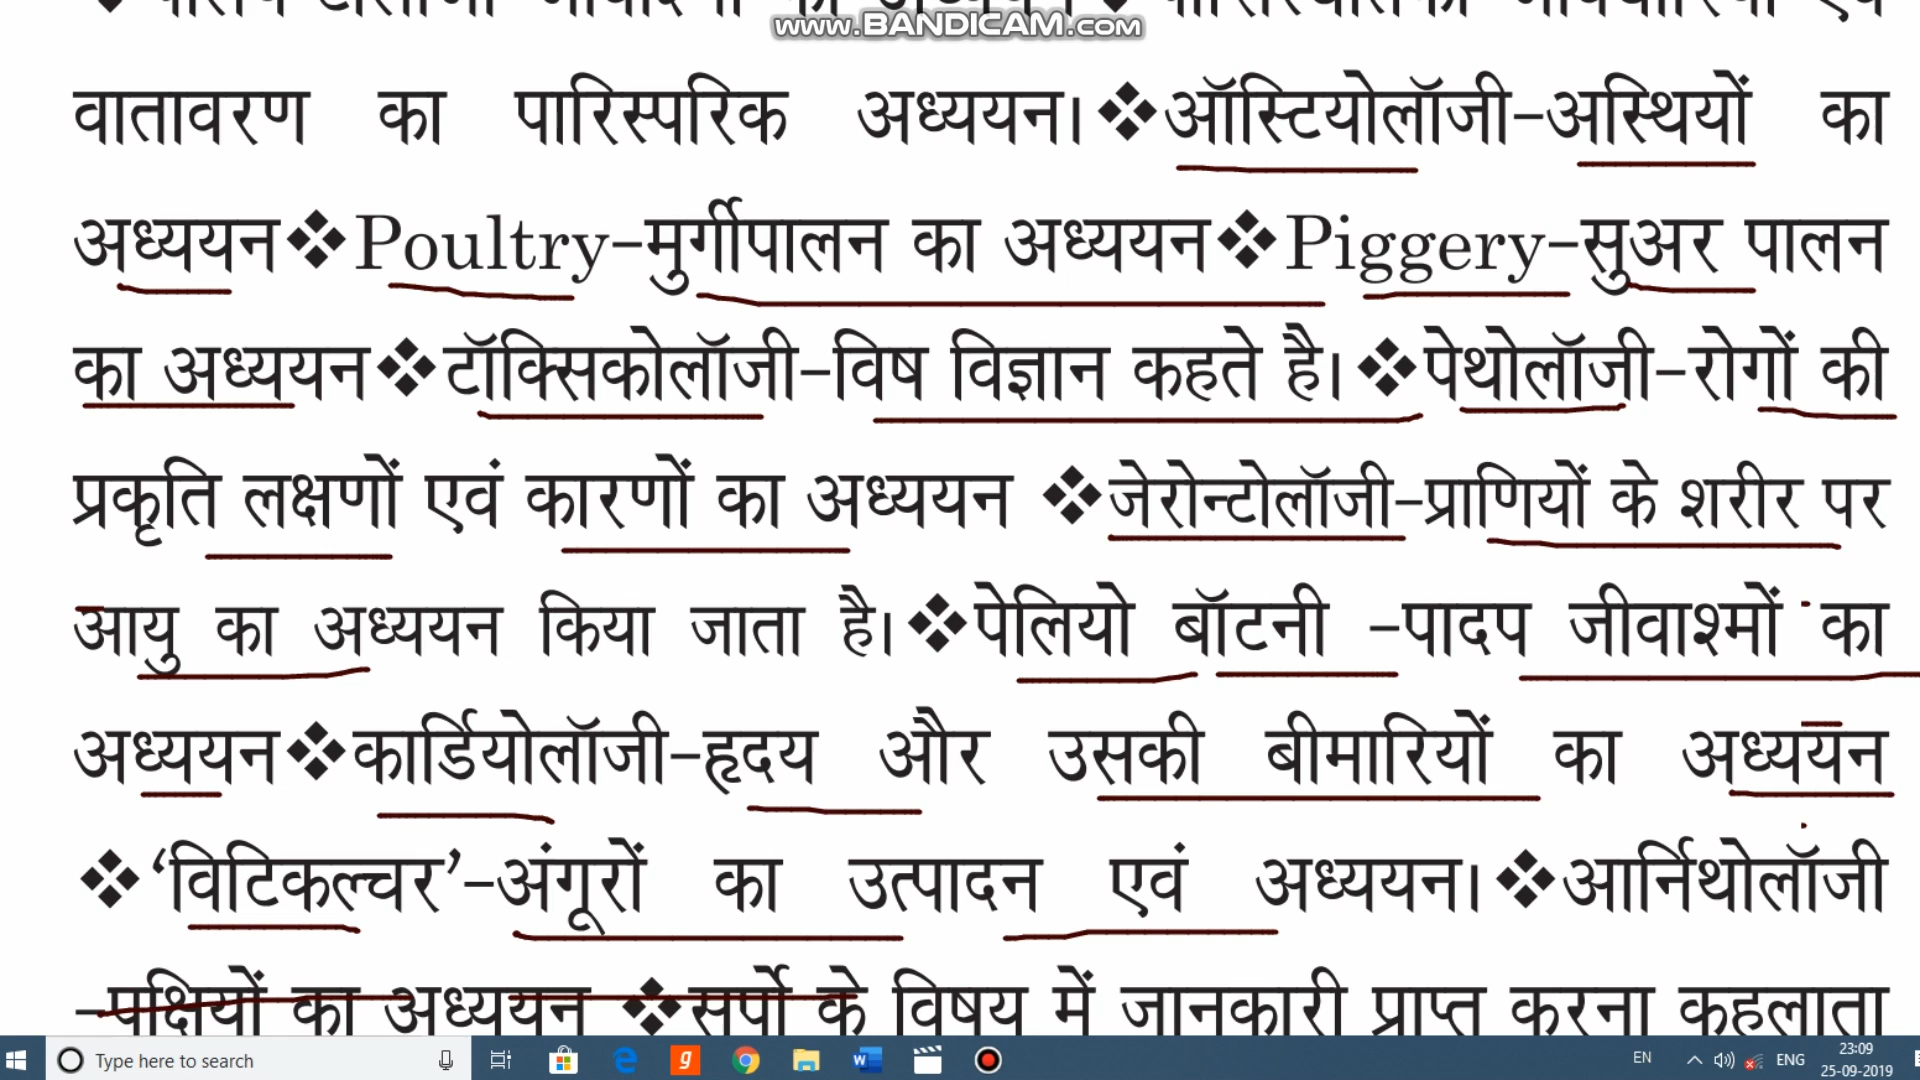 www.BANDICAM.com
वातावरण का पारिस्परिक अध्ययन। ❖ऑस्टियोलॉजी-अस्थियों का
अध्ययन❖Poultry-मुर्गीपालन का अध्ययन❖Piggery-सुअर पालन
का अध्ययन❖टॉक्सिकोलॉजी-विष विज्ञान कहते है। ❖पेथोलॉजी-रोगों की
प्रकृति लक्षणों एवं कारणों का अध्ययन ❖जेरोन्टोलॉजी-प्राणियों के शरीर पर
आयु का अध्ययन किया जाता है। ❖पेलियो बॉटनी -पादप जीवाश्मों का
अध्ययन❖कार्डियोलॉजी-हृदय और उसकी बीमारियों का अध्ययन
❖‘विटिकल्चर’-अंगूरों का उत्पादन एवं अध्ययन। ❖आर्निथोलॉजी
-पक्षियों का अध्ययन ❖सर्पो के विषय में जानकारी प्राप्त करना कहलाता
Type here to search
EN
ENG
23:09
25-09-2019